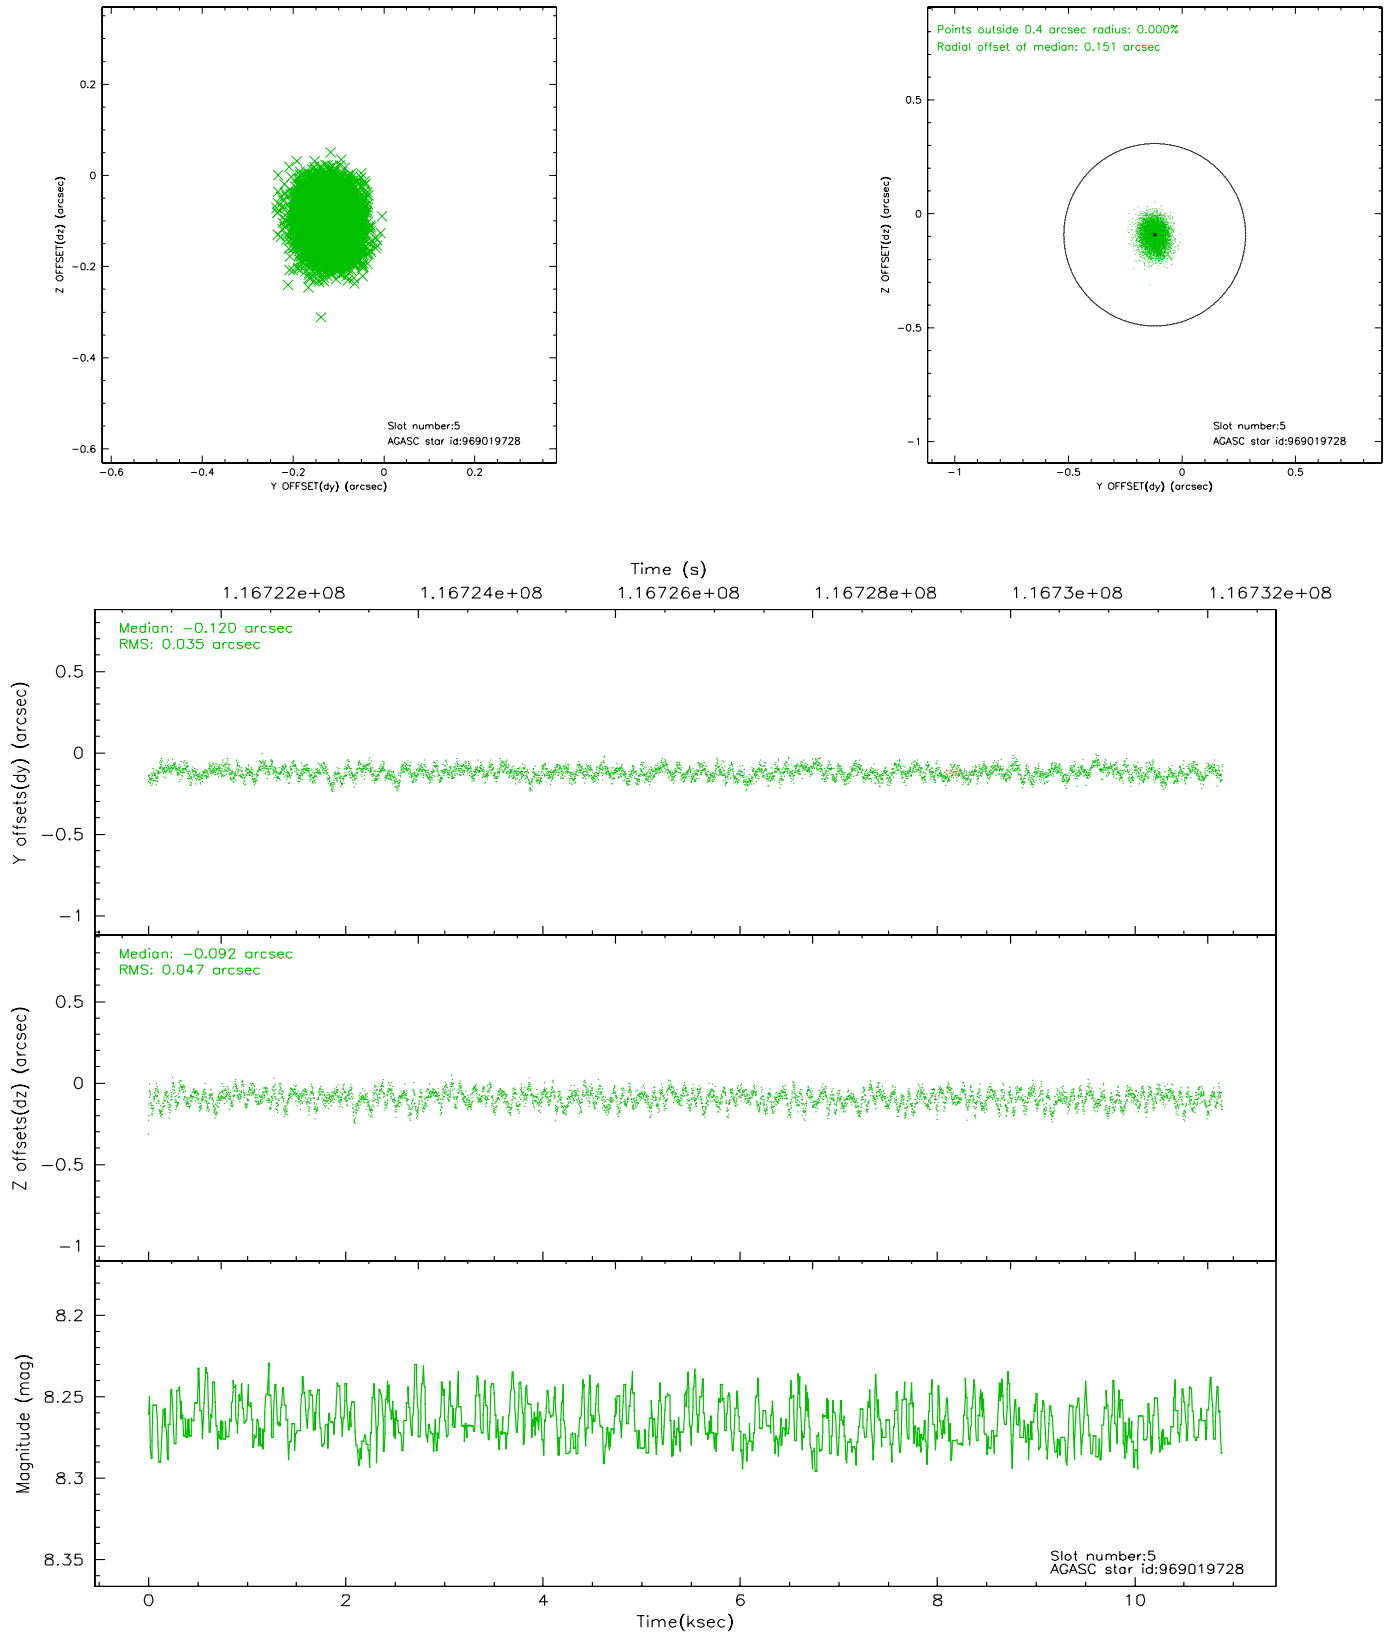 0.2
0
−0.2
−0.4
−0.6
Z OFFSET(dz) (arcsec)
Slot number:5
AGASC star id:969019728
−0.6 −0.4 −0.2 0 0.2
Y OFFSET(dy) (arcsec)
Points outside 0.4 arcsec radius: 0.000%
Radial offset of median: 0.151 arcsec
0.5
0
−0.5
−1
Z OFFSET(dz) (arcsec)
Slot number:5
AGASC star id:969019728
−1 −0.5 0 0.5
Y OFFSET(dy) (arcsec)
Time (s)
1.16722e+08 1.16724e+08 1.16726e+08 1.16728e+08 1.1673e+08 1.16732e+08
Median: −0.120 arcsec
RMS: 0.035 arcsec
0.5
0
−0.5
−1
Y offsets(dy) (arcsec)
Median: −0.092 arcsec
RMS: 0.047 arcsec
0.5
0
−0.5
−1
Z offsets(dz) (arcsec)
8.2
8.25
8.3
8.35
Magnitude (mag)
Slot number:5
AGASC star id:969019728
0 2 4 6 8 10
Time(ksec)